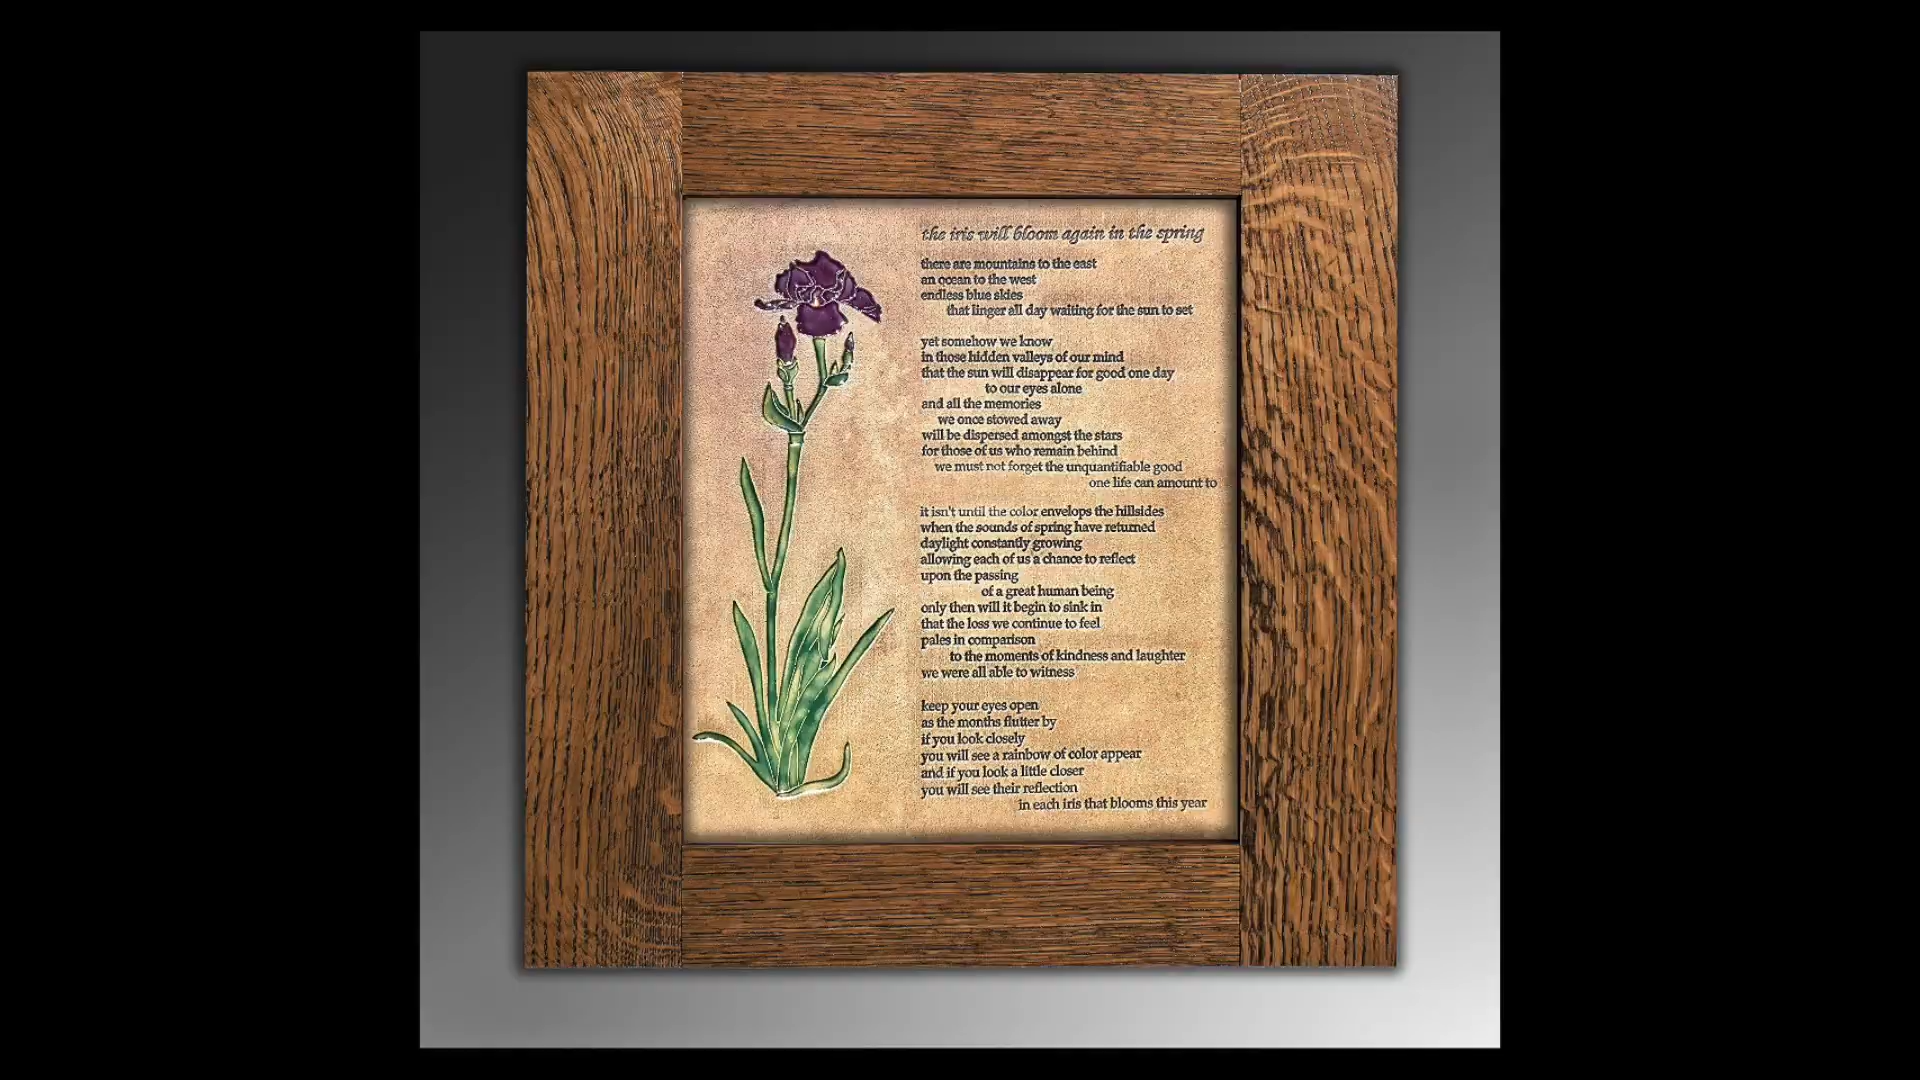 the iris will bloom again in the spring
there are mountains to the east
an ocean to the west
endless blue skies
that linger all day waiting for the sun to set
yet somehow we know
in those hidden valleys of our mind
that the sun will disappear for good one day
to our eyes alone
and all the memories
we once stowed away
will be dispersed amongst the stars
for those of us who remain behind
we must not forget the unquantifiable good
one life can amount to
it isn't until the color envelops the hillsides
when the sounds of spring have returned
daylight constantly growing
allowing each of us a chance to reflect
upon the passing
of a great human being
only then will it begin to sink in
that the loss we continue to feel
pales in comparison
to the moments of kindness and laughter
we were all able to witness
keep your eyes open
as the months flutter by
if you look closely
you will see a rainbow of color appear
and if you look a little closer
you will see their reflection
in each iris that blooms this year